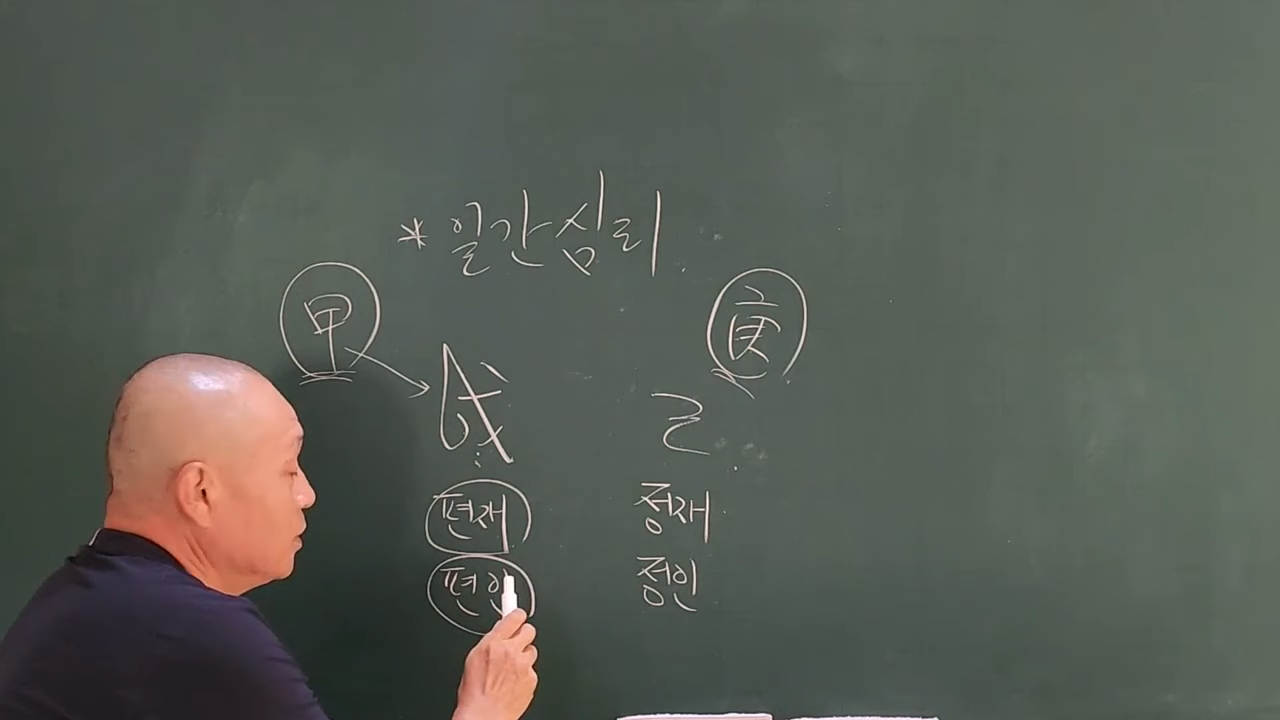 * 일간심리
甲 庚
戊 己
편재 정재
편인 정인